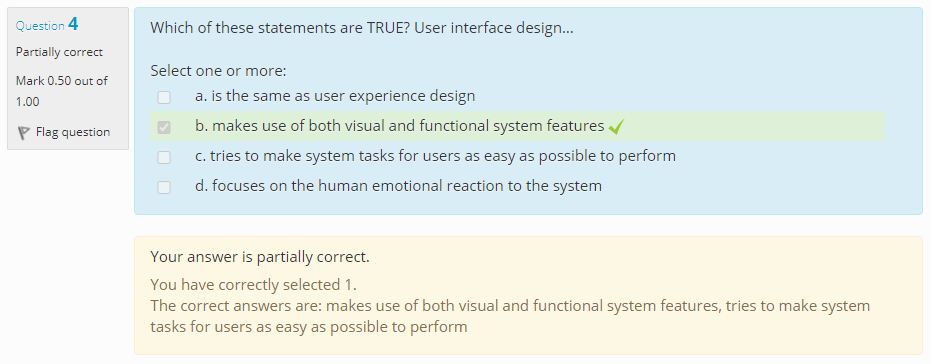 Question 4
Partially correct
Mark 0.50 out of
1.00
Flag question
Which of these statements are TRUE? User interface design...
Select one or more:
a. is the same as user experience design
b. makes use of both visual and functional system features
c. tries to make system tasks for users as easy as possible to perform
d. focuses on the human emotional reaction to the system
Your answer is partially correct.
You have correctly selected 1.
The correct answers are: makes use of both visual and functional system features, tries to make system
tasks for users as easy as possible to perform